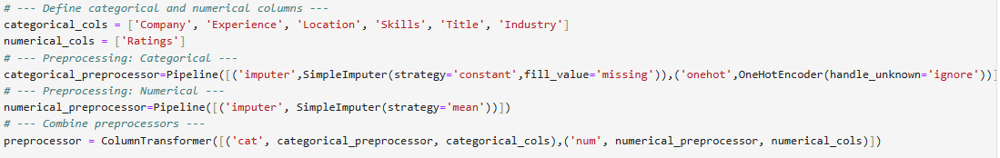 # --- Define categorical and numerical columns ---
categorical_cols = ['Company', 'Experience', 'Location', 'Skills', 'Title', 'Industry']
numerical_cols = ['Ratings']
# --- Preprocessing: Categorical ---
categorical_preprocessor=Pipeline([('imputer',SimpleImputer(strategy='constant',fill_value='missing')),('onehot',OneHotEncoder(handle_unknown='ignore'))]
# --- Preprocessing: Numerical ---
numerical_preprocessor=Pipeline([('imputer', SimpleImputer(strategy='mean'))])
# --- Combine preprocessors ---
preprocessor = ColumnTransformer([('cat', categorical_preprocessor, categorical_cols),('num', numerical_preprocessor, numerical_cols)])